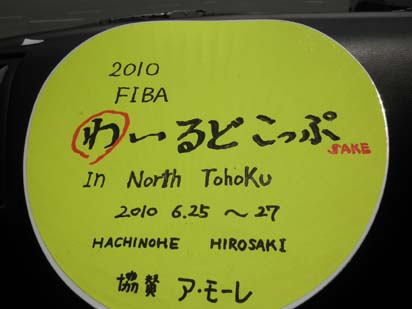 2010
FIBA
わいるどこっぷ SAKE
In North Tohoku
2010 6.25 ～ 27
HACHINOHE HIROSAKI
協賛 ア・モーレ